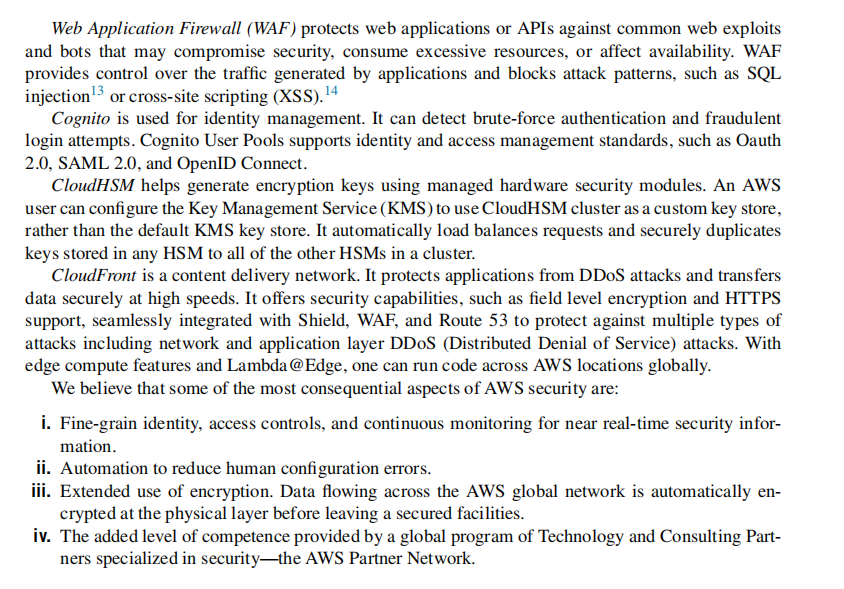 Web Application Firewall (WAF) protects web applications or APIs against common web exploits
and bots that may compromise security, consume excessive resources, or affect availability. WAF
provides control over the traffic generated by applications and blocks attack patterns, such as SQL
injection13 or cross-site scripting (XSS).14
Cognito is used for identity management. It can detect brute-force authentication and fraudulent
login attempts. Cognito User Pools supports identity and access management standards, such as Oauth
2.0, SAML 2.0, and OpenID Connect.
CloudHSM helps generate encryption keys using managed hardware security modules. An AWS
user can configure the Key Management Service (KMS) to use CloudHSM cluster as a custom key store,
rather than the default KMS key store. It automatically load balances requests and securely duplicates
keys stored in any HSM to all of the other HSMs in a cluster.
CloudFront is a content delivery network. It protects applications from DDoS attacks and transfers
data securely at high speeds. It offers security capabilities, such as field level encryption and HTTPS
support, seamlessly integrated with Shield, WAF, and Route 53 to protect against multiple types of
attacks including network and application layer DDoS (Distributed Denial of Service) attacks. With
edge compute features and Lambda@Edge, one can run code across AWS locations globally.
We believe that some of the most consequential aspects of AWS security are:
i. Fine-grain identity, access controls, and continuous monitoring for near real-time security infor-
mation.
ii. Automation to reduce human configuration errors.
iii. Extended use of encryption. Data flowing across the AWS global network is automatically en-
crypted at the physical layer before leaving a secured facilities.
iv. The added level of competence provided by a global program of Technology and Consulting Part-
ners specialized in security—the AWS Partner Network.